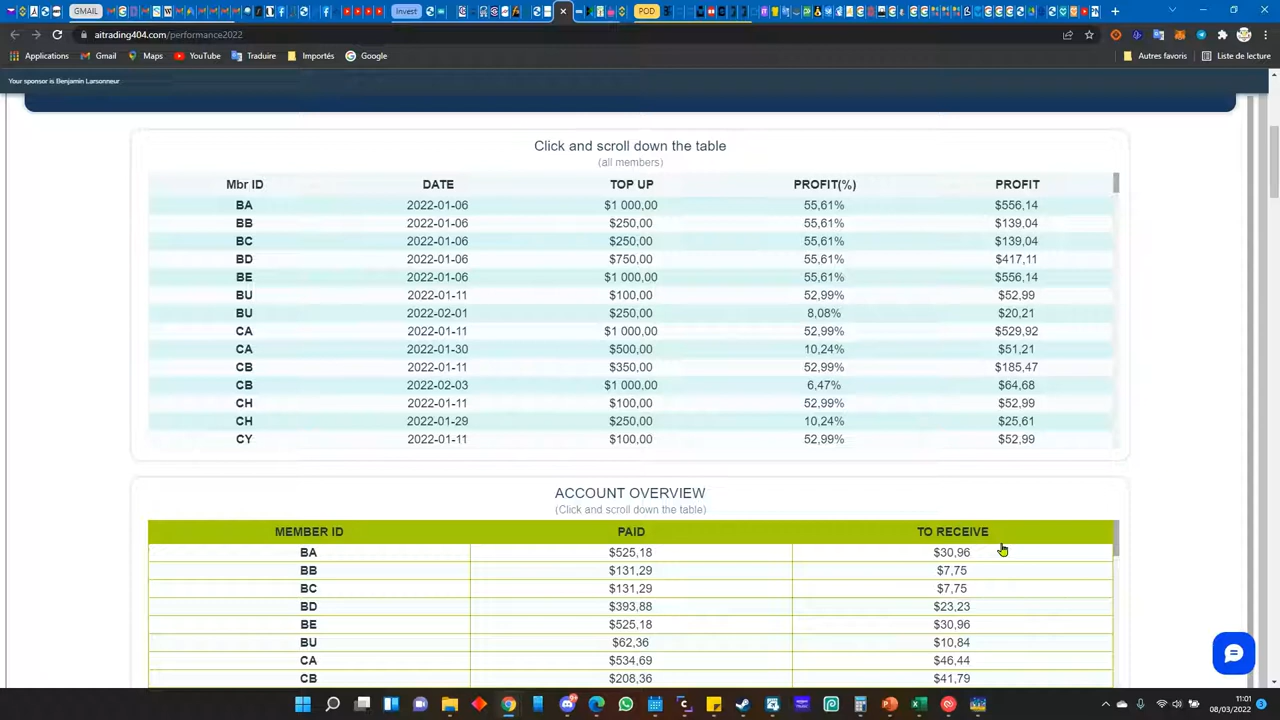 GMAIL
Invest
POD
aitrading404.com/performance2022
Applications Gmail Maps YouTube Traduire Importés Google Autres favoris Liste de lecture
Your sponsor is Benjamin Larsonneur
Click and scroll down the table
(all members)
Mbr ID DATE TOP UP PROFIT(%) PROFIT
BA 2022-01-06 $1 000,00 55,61% $556,14
BB 2022-01-06 $250,00 55,61% $139,04
BC 2022-01-06 $250,00 55,61% $139,04
BD 2022-01-06 $750,00 55,61% $417,11
BE 2022-01-06 $1 000,00 55,61% $556,14
BU 2022-01-11 $100,00 52,99% $52,99
BU 2022-02-01 $250,00 8,08% $20,21
CA 2022-01-11 $1 000,00 52,99% $529,92
CA 2022-01-30 $500,00 10,24% $51,21
CB 2022-01-11 $350,00 52,99% $185,47
CB 2022-02-03 $1 000,00 6,47% $64,68
CH 2022-01-11 $100,00 52,99% $52,99
CH 2022-01-29 $250,00 10,24% $25,61
CY 2022-01-11 $100,00 52,99% $52,99
ACCOUNT OVERVIEW
(Click and scroll down the table)
MEMBER ID PAID TO RECEIVE
BA $525,18 $30,96
BB $131,29 $7,75
BC $131,29 $7,75
BD $393,88 $23,23
BE $525,18 $30,96
BU $62,36 $10,84
CA $534,69 $46,44
CB $208,36 $41,79
11:01
08/03/2022